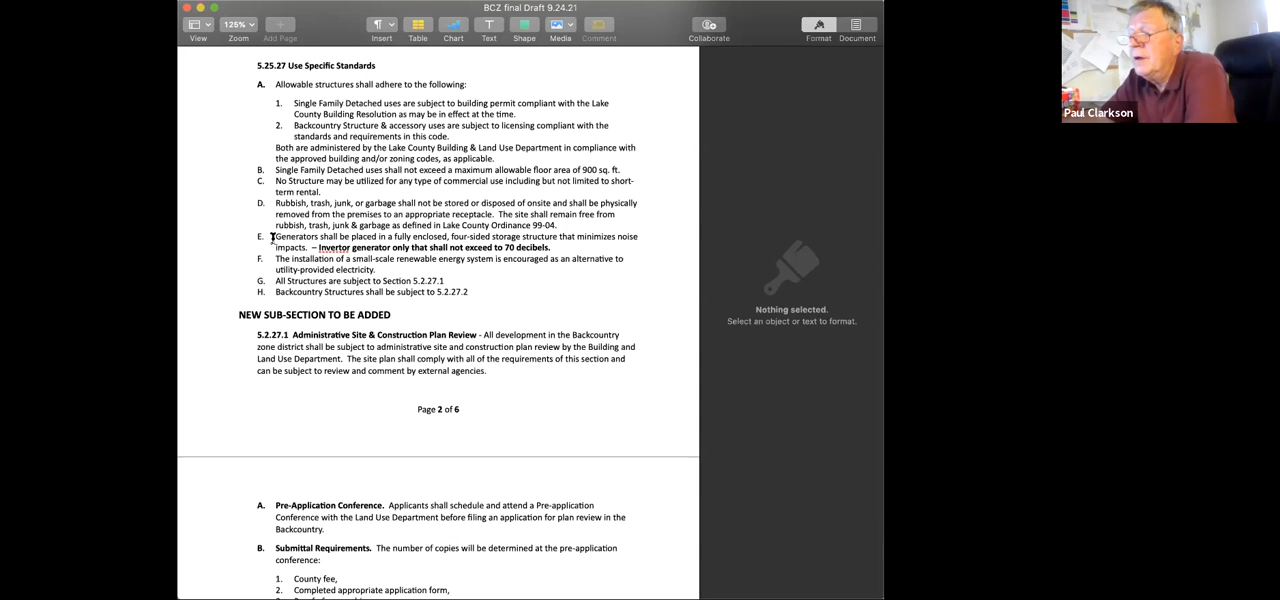 BCZ final Draft 9.24.21
125%
View Zoom Add Page Insert Table Chart Text Shape Media Comment Collaborate Format Document
5.25.27 Use Specific Standards
A. Allowable structures shall adhere to the following:
1. Single Family Detached uses are subject to building permit compliant with the Lake
County Building Resolution as may be in effect at the time.
2. Backcountry Structure & accessory uses are subject to licensing compliant with the
standards and requirements in this code.
Both are administered by the Lake County Building & Land Use Department in compliance with
the approved building and/or zoning codes, as applicable.
B. Single Family Detached uses shall not exceed a maximum allowable floor area of 900 sq. ft.
C. No Structure may be utilized for any type of commercial use including but not limited to short-
term rental.
D. Rubbish, trash, junk, or garbage shall not be stored or disposed of onsite and shall be physically
removed from the premises to an appropriate receptacle. The site shall remain free from
rubbish, trash, junk & garbage as defined in Lake County Ordinance 99-04.
E. Generators shall be placed in a fully enclosed, four-sided storage structure that minimizes noise
impacts. – Invertor generator only that shall not exceed to 70 decibels.
F. The installation of a small-scale renewable energy system is encouraged as an alternative to
utility-provided electricity.
G. All Structures are subject to Section 5.2.27.1
H. Backcountry Structures shall be subject to 5.2.27.2
NEW SUB-SECTION TO BE ADDED
5.2.27.1 Administrative Site & Construction Plan Review - All development in the Backcountry
zone district shall be subject to administrative site and construction plan review by the Building and
Land Use Department. The site plan shall comply with all of the requirements of this section and
can be subject to review and comment by external agencies.
Page 2 of 6
A. Pre-Application Conference. Applicants shall schedule and attend a Pre-application
Conference with the Land Use Department before filing an application for plan review in the
Backcountry.
B. Submittal Requirements. The number of copies will be determined at the pre-application
conference:
1. County fee,
2. Completed appropriate application form,
Nothing selected.
Select an object or text to format.
Paul Clarkson